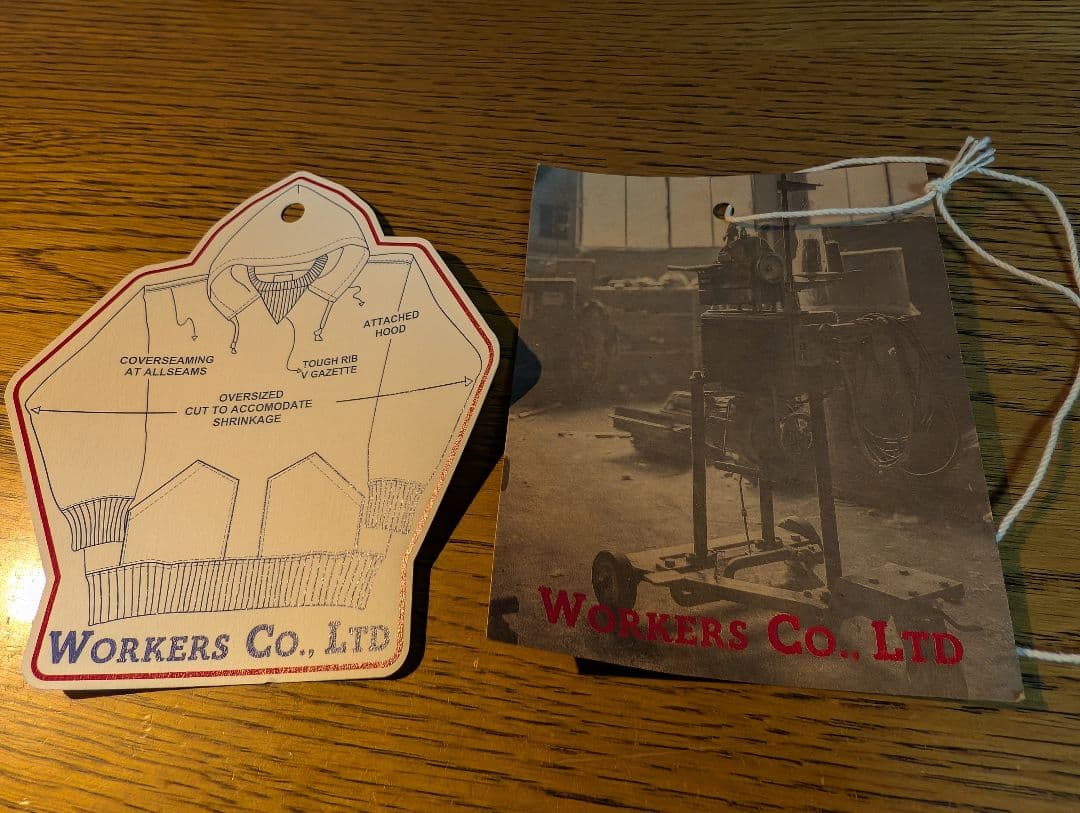 COVERSEAMING
AT ALLSEAMS
ATTACHED
HOOD
TOUGH RIB
V GAZETTE
OVERSIZED
CUT TO ACCOMODATE
SHRINKAGE
WORKERS CO., LTD
WORKERS CO., LTD